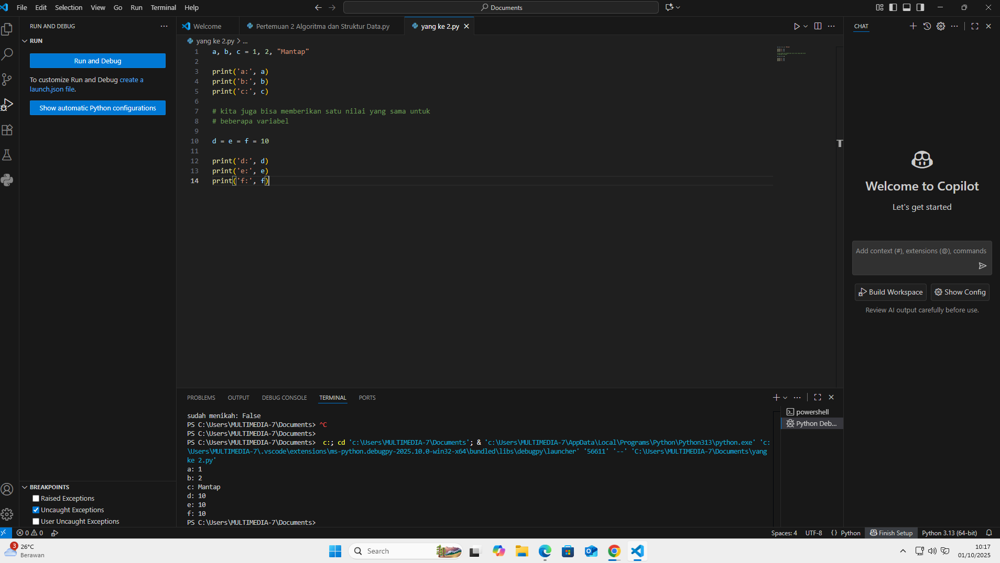 File Edit Selection View Go Run Terminal Help
Documents
RUN AND DEBUG
RUN
Run and Debug
To customize Run and Debug create a
launch.json file.
Show automatic Python configurations
Welcome
Pertemuan 2 Algoritma dan Struktur Data.py
yang ke 2.py
yang ke 2.py > ...
1 a, b, c = 1, 2, "Mantap"
2
3 print('a:', a)
4 print('b:', b)
5 print('c:', c)
6
7 # kita juga bisa memberikan satu nilai yang sama untuk
8 # beberapa variabel
9
10 d = e = f = 10
11
12 print('d:', d)
13 print('e:', e)
14 print('f:', f)
CHAT
Welcome to Copilot
Let's get started
Add context (#), extensions (@), commands
Build Workspace
Show Config
Review AI output carefully before use.
PROBLEMS OUTPUT DEBUG CONSOLE TERMINAL PORTS
sudah menikah: False
PS C:\Users\MULTIMEDIA-7\Documents> ^C
PS C:\Users\MULTIMEDIA-7\Documents>
PS C:\Users\MULTIMEDIA-7\Documents>  c:; cd 'c:\Users\MULTIMEDIA-7\Documents'; & 'c:\Users\MULTIMEDIA-7\AppData\Local\Programs\Python\Python313\python.exe' 'c:
\Users\MULTIMEDIA-7\.vscode\extensions\ms-python.debugpy-2025.10.0-win32-x64\bundled\libs\debugpy\launcher' '56611' '--' 'C:\Users\MULTIMEDIA-7\Documents\yang
ke 2.py'
a: 1
b: 2
c: Mantap
d: 10
e: 10
f: 10
PS C:\Users\MULTIMEDIA-7\Documents>
powershell
Python Deb...
BREAKPOINTS
Raised Exceptions
Uncaught Exceptions
User Uncaught Exceptions
0 0
Spaces: 4 UTF-8 {} Python Finish Setup Python 3.13 (64-bit)
3
26°C
Berawan
Search
10:17
01/10/2025